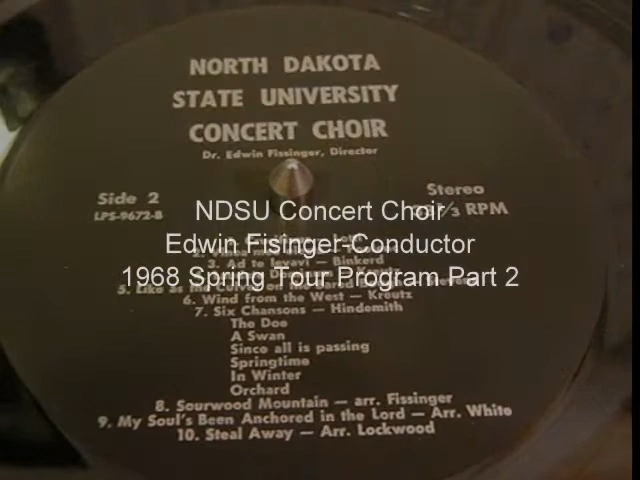 NORTH DAKOTA
STATE UNIVERSITY
CONCERT CHOIR
Dr. Edwin Fissinger, Director
Side 2
LPS-9672-B
Stereo
33⅓ RPM
NDSU Concert Choir
Edwin Fisinger-Conductor
1968 Spring Tour Program Part 2
3. Ad te levavi — Binkerd
6. Wind from the West — Kreutz
7. Six Chansons — Hindemith
The Doe
A Swan
Since all is passing
Springtime
In Winter
Orchard
8. Sourwood Mountain — arr. Fissinger
9. My Soul's Been Anchored in the Lord — Arr. White
10. Steal Away — Arr. Lockwood